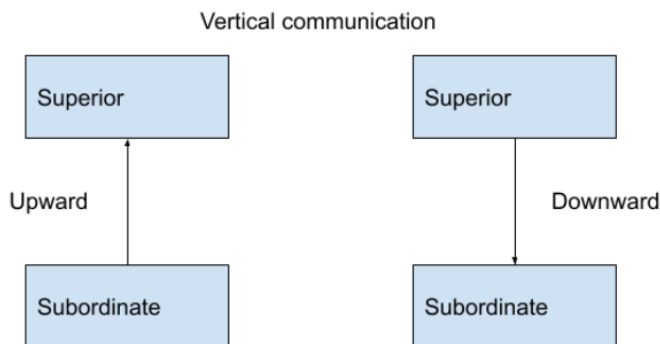 Vertical communication
Superior
Superior
Upward
Downward
Subordinate
Subordinate